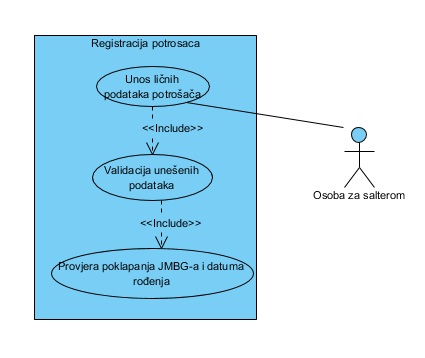 Registracija potrosaca
Unos ličnih
podataka potrošača
<<Include>>
Validacija unešenih
podataka
<<Include>>
Provjera poklapanja JMBG-a i datuma
rođenja
Osoba za salterom